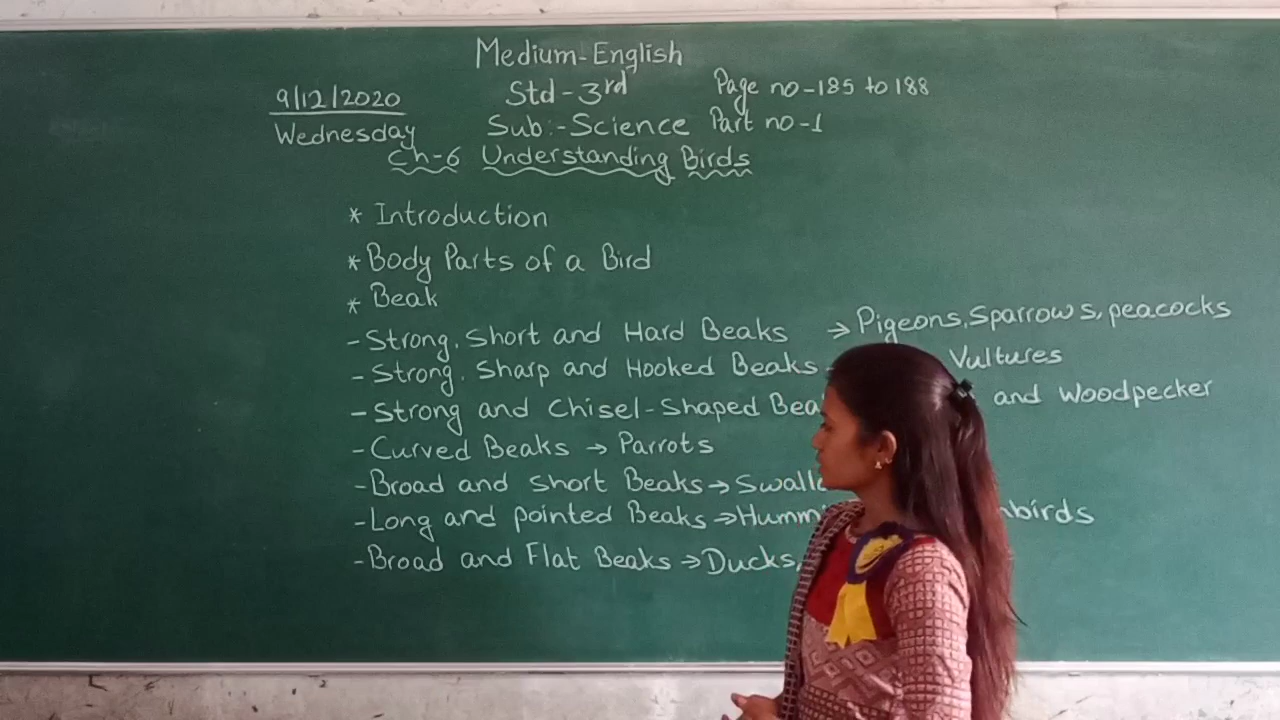 Medium-English
9/12/2020 Std-3rd Page no-185 to 188
Wednesday Sub:-Science Part no-1
Ch-6 Understanding Birds
* Introduction
* Body Parts of a Bird
* Beak
- Strong, Short and Hard Beaks → Pigeons, Sparrows, peacocks
- Strong, Sharp and Hooked Beaks Vultures
- Strong and Chisel-Shaped and Woodpecker
- Curved Beaks → Parrots
- Broad and Short Beaks →
- Long and pointed Beaks →
- Broad and Flat Beaks → Ducks,